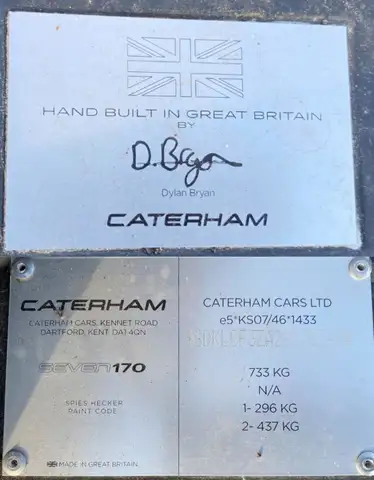 HAND BUILT IN GREAT BRITAIN
BY
D. Bryan
Dylan Bryan
CATERHAM
CATERHAM
CATERHAM CARS, KENNET ROAD
DARTFORD, KENT DA1 4QN
SEVEN 170
SPIES HECKER
PAINT CODE
MADE IN GREAT BRITAIN
CATERHAM CARS LTD
e5*KS07/46*1433
733 KG
N/A
1- 296 KG
2- 437 KG